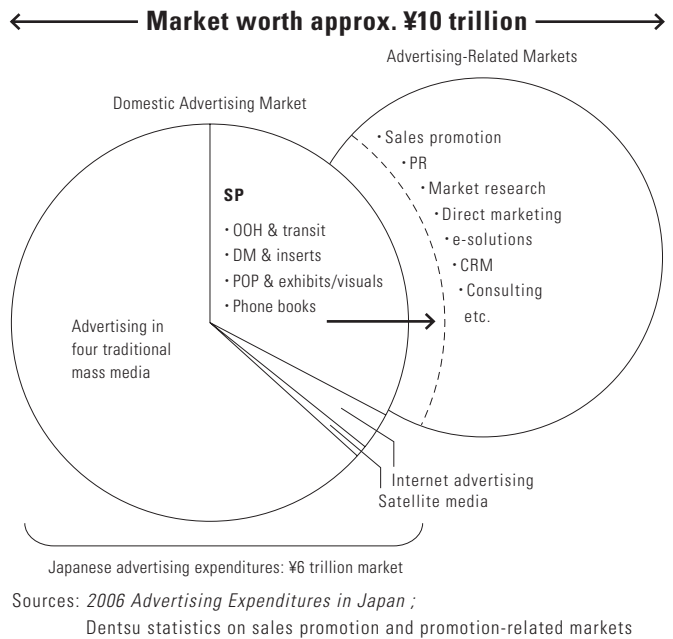 Market worth approx. ¥10 trillion
Advertising-Related Markets
Domestic Advertising Market
・Sales promotion
・PR
・Market research
・Direct marketing
・e-solutions
・CRM
・Consulting
etc.
SP
・OOH & transit
・DM & inserts
・POP & exhibits/visuals
・Phone books
Advertising in
four traditional
mass media
Internet advertising
Satellite media
Japanese advertising expenditures: ¥6 trillion market
Sources: 2006 Advertising Expenditures in Japan ;
Dentsu statistics on sales promotion and promotion-related markets